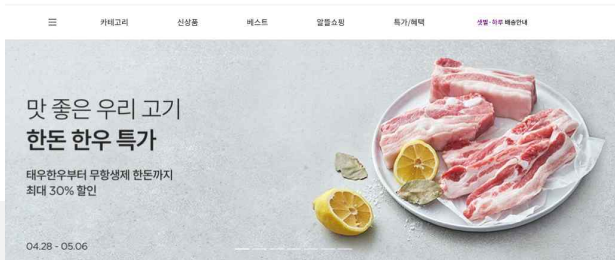 카테고리
신상품
베스트
알뜰쇼핑
특가/혜택
샛별·하루 배송안내
맛 좋은 우리 고기
한돈 한우 특가
태우한우부터 무항생제 한돈까지
최대 30% 할인
04.28 - 05.06